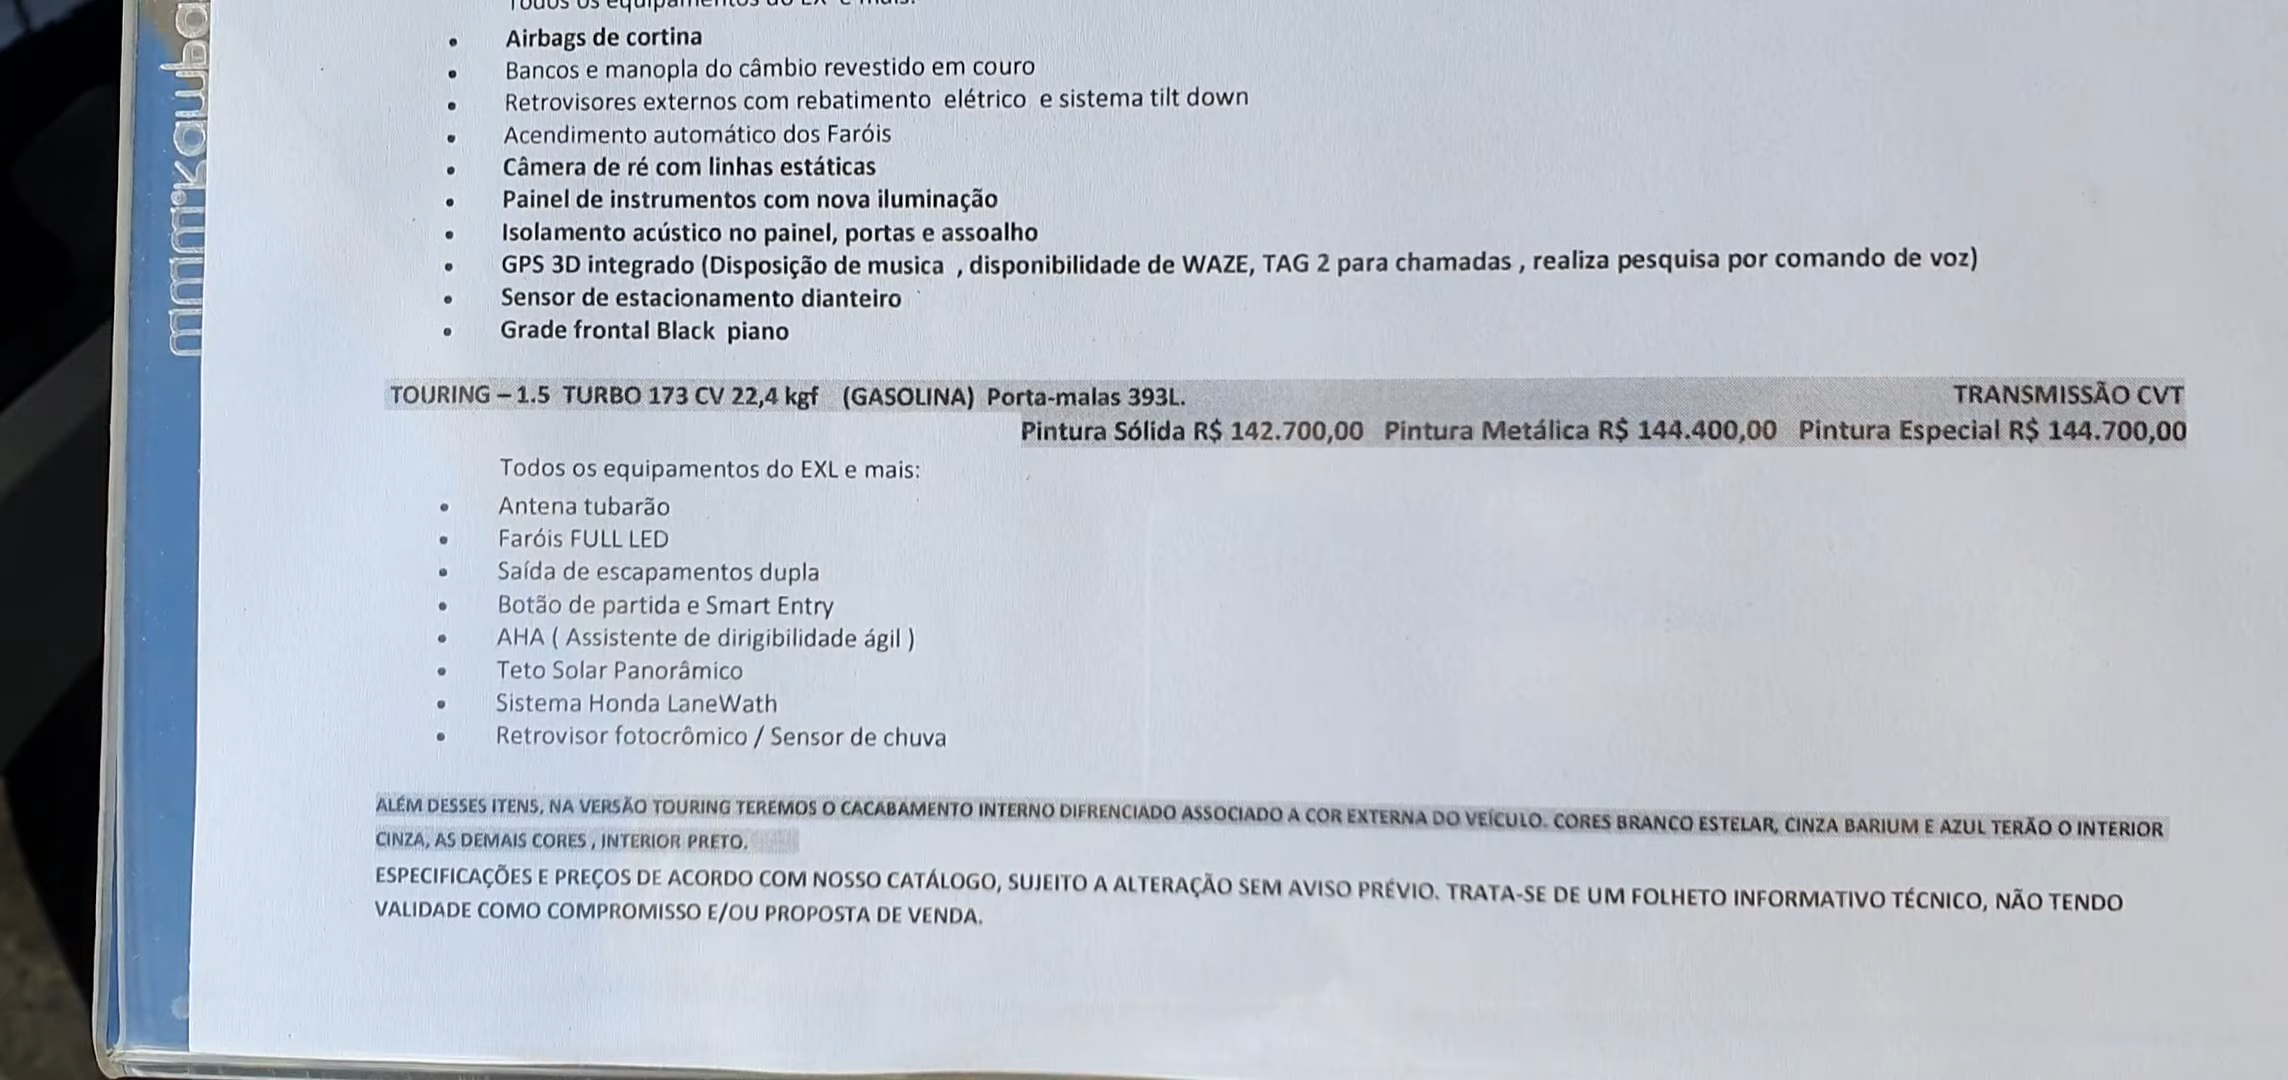 Todos os equipamentos do EX e mais:
• Airbags de cortina
• Bancos e manopla do câmbio revestido em couro
• Retrovisores externos com rebatimento elétrico e sistema tilt down
• Acendimento automático dos Faróis
• Câmera de ré com linhas estáticas
• Painel de instrumentos com nova iluminação
• Isolamento acústico no painel, portas e assoalho
• GPS 3D integrado (Disposição de musica , disponibilidade de WAZE, TAG 2 para chamadas , realiza pesquisa por comando de voz)
• Sensor de estacionamento dianteiro
• Grade frontal Black piano
TOURING – 1.5 TURBO 173 CV 22,4 kgf (GASOLINA) Porta-malas 393L. TRANSMISSÃO CVT
Pintura Sólida R$ 142.700,00 Pintura Metálica R$ 144.400,00 Pintura Especial R$ 144.700,00
Todos os equipamentos do EXL e mais:
• Antena tubarão
• Faróis FULL LED
• Saída de escapamentos dupla
• Botão de partida e Smart Entry
• AHA ( Assistente de dirigibilidade ágil )
• Teto Solar Panorâmico
• Sistema Honda LaneWath
• Retrovisor fotocrômico / Sensor de chuva
ALÉM DESSES ITENS, NA VERSÃO TOURING TEREMOS O CACABAMENTO INTERNO DIFRENCIADO ASSOCIADO A COR EXTERNA DO VEÍCULO. CORES BRANCO ESTELAR, CINZA BARIUM E AZUL TERÃO O INTERIOR
CINZA, AS DEMAIS CORES , INTERIOR PRETO.
ESPECIFICAÇÕES E PREÇOS DE ACORDO COM NOSSO CATÁLOGO, SUJEITO A ALTERAÇÃO SEM AVISO PRÉVIO. TRATA-SE DE UM FOLHETO INFORMATIVO TÉCNICO, NÃO TENDO
VALIDADE COMO COMPROMISSO E/OU PROPOSTA DE VENDA.